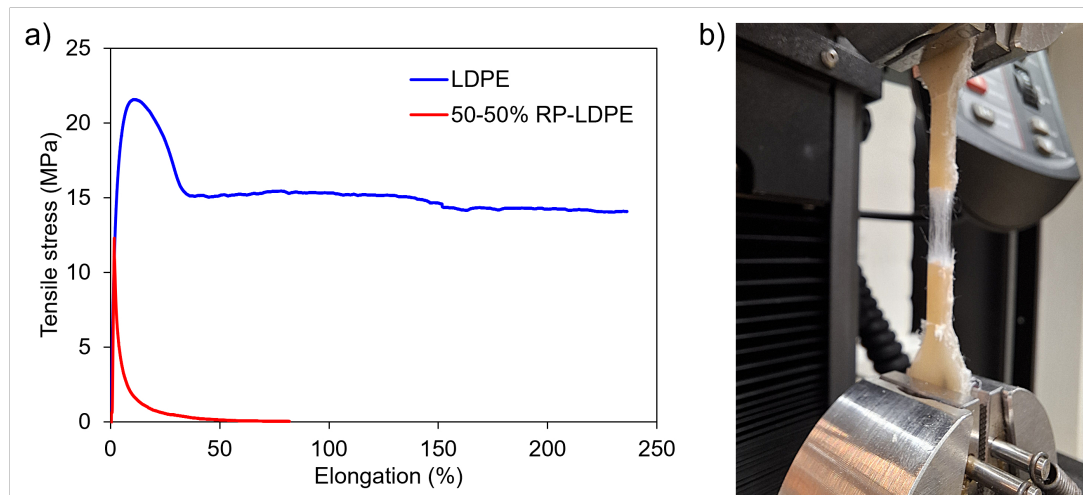 a)
25
20
15
10
5
0
Tensile stress (MPa)
LDPE
50-50% RP-LDPE
0 50 100 150 200 250
Elongation (%)
b)